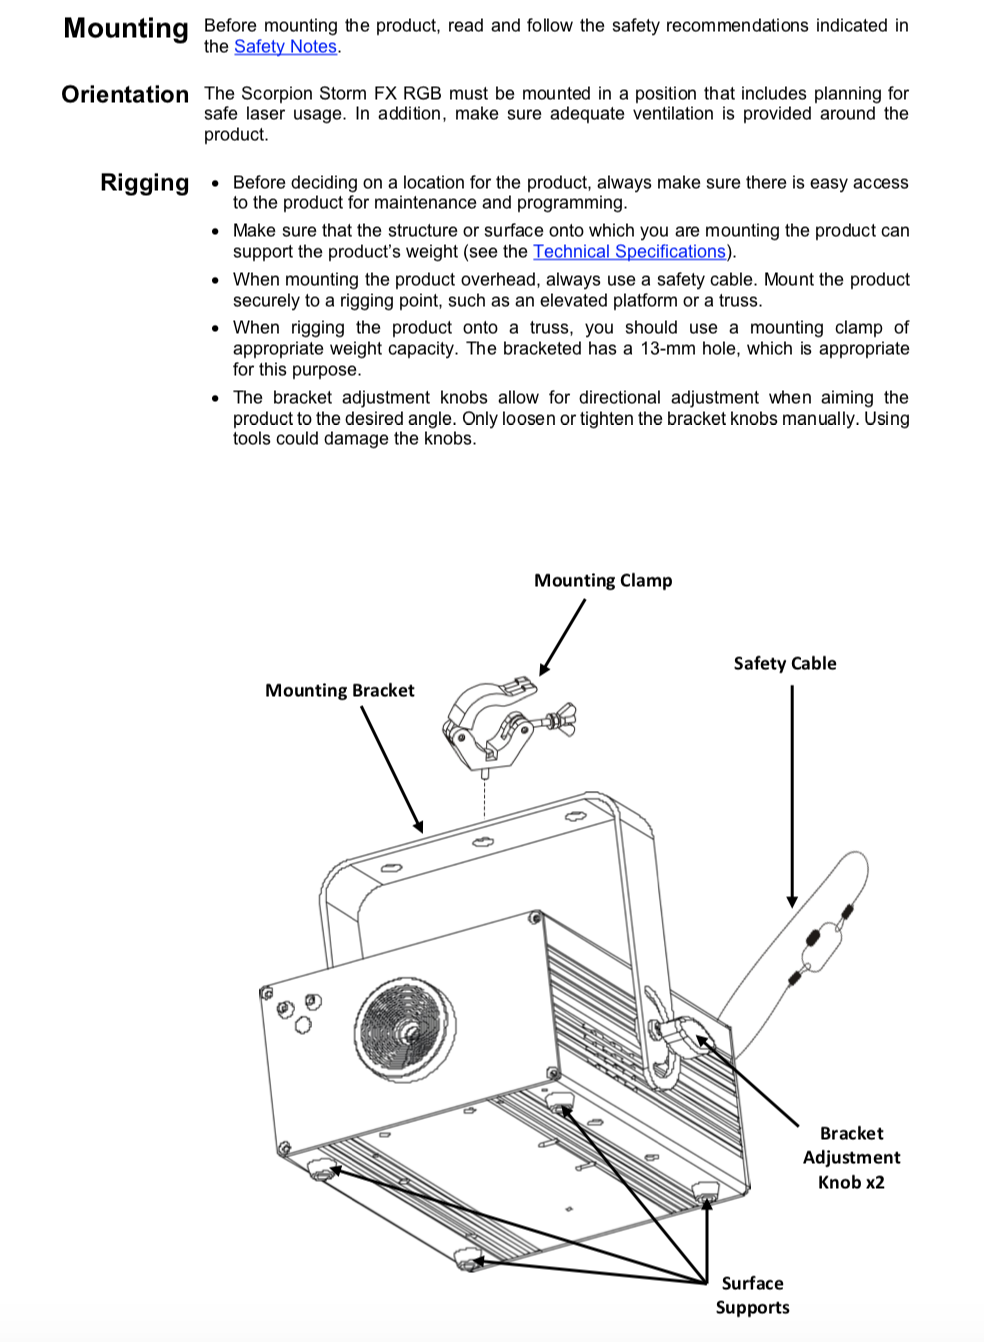 Mounting
Before mounting the product, read and follow the safety recommendations indicated in
the Safety Notes.
Orientation
The Scorpion Storm FX RGB must be mounted in a position that includes planning for
safe laser usage. In addition, make sure adequate ventilation is provided around the
product.
Rigging
• Before deciding on a location for the product, always make sure there is easy access
to the product for maintenance and programming.
• Make sure that the structure or surface onto which you are mounting the product can
support the product's weight (see the Technical Specifications).
• When mounting the product overhead, always use a safety cable. Mount the product
securely to a rigging point, such as an elevated platform or a truss.
• When rigging the product onto a truss, you should use a mounting clamp of
appropriate weight capacity. The bracketed has a 13-mm hole, which is appropriate
for this purpose.
• The bracket adjustment knobs allow for directional adjustment when aiming the
product to the desired angle. Only loosen or tighten the bracket knobs manually. Using
tools could damage the knobs.
Mounting Clamp
Safety Cable
Mounting Bracket
Bracket
Adjustment
Knob x2
Surface
Supports